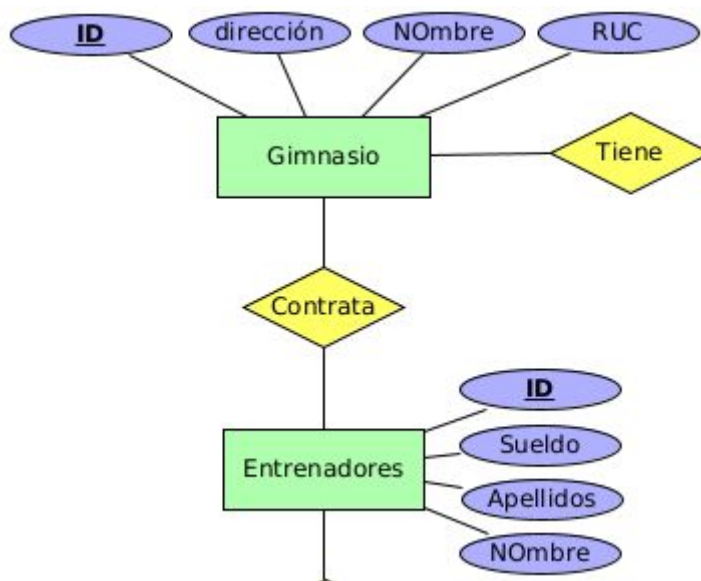 ID
dirección
NOmbre
RUC
Gimnasio
Tiene
Contrata
ID
Sueldo
Entrenadores
Apellidos
NOmbre